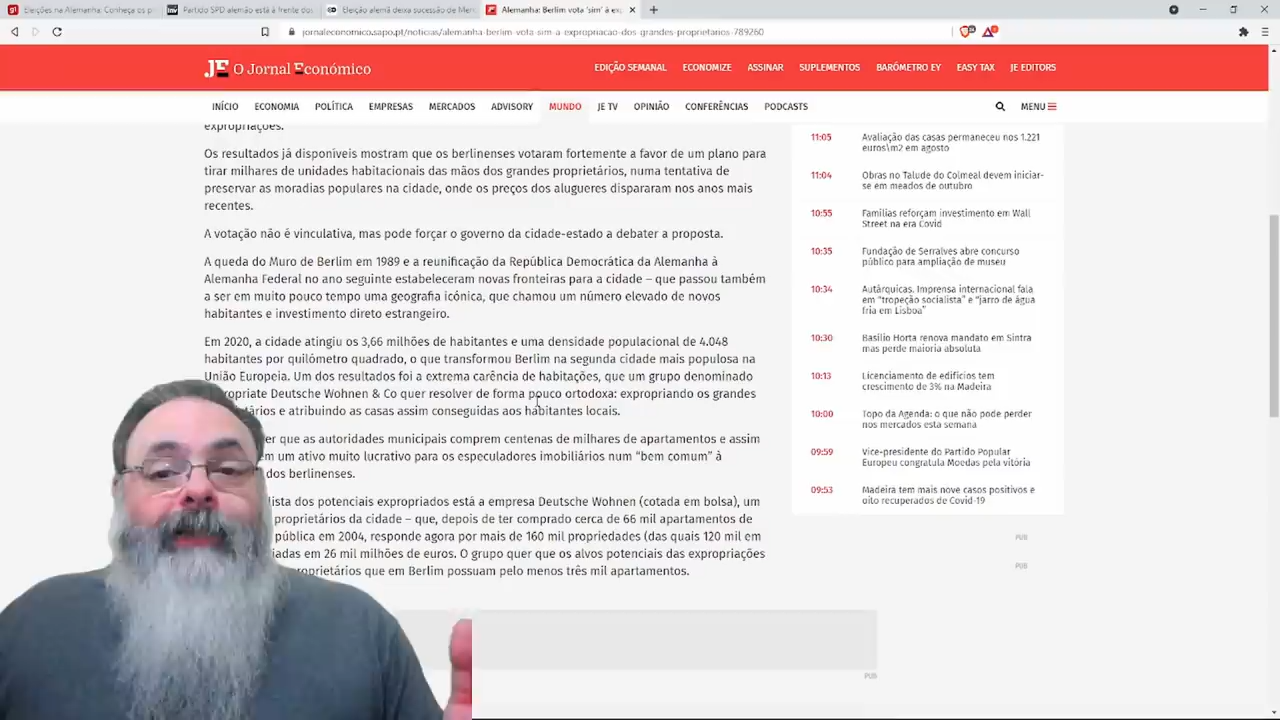 Eleições na Alemanha: Conheça os p
Partido SPD alemão está à frente dos
Eleição alemã deixa sucessão de Mer
Alemanha: Berlim vota 'sim' à ex
jornaleconomico.sapo.pt/noticias/alemanha-berlim-vota-sim-a-expropriacao-dos-grandes-proprietarios-789260
JE O Jornal Económico
EDIÇÃO SEMANAL ECONOMIZE ASSINAR SUPLEMENTOS BARÓMETRO EY EASY TAX JE EDITORS
INÍCIO ECONOMIA POLÍTICA EMPRESAS MERCADOS ADVISORY MUNDO JE TV OPINIÃO CONFERÊNCIAS PODCASTS MENU
expropriações.
Os resultados já disponíveis mostram que os berlinenses votaram fortemente a favor de um plano para
tirar milhares de unidades habitacionais das mãos dos grandes proprietários, numa tentativa de
preservar as moradias populares na cidade, onde os preços dos alugueres dispararam nos anos mais
recentes.
A votação não é vinculativa, mas pode forçar o governo da cidade-estado a debater a proposta.
A queda do Muro de Berlim em 1989 e a reunificação da República Democrática da Alemanha à
Alemanha Federal no ano seguinte estabeleceram novas fronteiras para a cidade – que passou também
a ser em muito pouco tempo uma geografia icónica, que chamou um número elevado de novos
habitantes e investimento direto estrangeiro.
Em 2020, a cidade atingiu os 3,66 milhões de habitantes e uma densidade populacional de 4.048
habitantes por quilómetro quadrado, o que transformou Berlim na segunda cidade mais populosa na
União Europeia. Um dos resultados foi a extrema carência de habitações, que um grupo denominado
propriate Deutsche Wohnen & Co quer resolver de forma pouco ortodoxa: expropriando os grandes
etários e atribuindo as casas assim conseguidas aos habitantes locais.
er que as autoridades municipais comprem centenas de milhares de apartamentos e assim
m um ativo muito lucrativo para os especuladores imobiliários num “bem comum” à
dos berlinenses.
lista dos potenciais expropriados está a empresa Deutsche Wohnen (cotada em bolsa), um
proprietários da cidade – que, depois de ter comprado cerca de 66 mil apartamentos de
pública em 2004, responde agora por mais de 160 mil propriedades (das quais 120 mil em
iadas em 26 mil milhões de euros. O grupo quer que os alvos potenciais das expropriações
roprietários que em Berlim possuam pelo menos três mil apartamentos.
11:05 Avaliação das casas permaneceu nos 1.221
euros\m2 em agosto
11:04 Obras no Talude do Colmeal devem iniciar-
se em meados de outubro
10:55 Famílias reforçam investimento em Wall
Street na era Covid
10:35 Fundação de Serralves abre concurso
público para ampliação de museu
10:34 Autárquicas. Imprensa internacional fala
em “tropeção socialista” e “jarro de água
fria em Lisboa”
10:30 Basílio Horta renova mandato em Sintra
mas perde maioria absoluta
10:13 Licenciamento de edifícios tem
crescimento de 3% na Madeira
10:00 Topo da Agenda: o que não pode perder
nos mercados esta semana
09:59 Vice-presidente do Partido Popular
Europeu congratula Moedas pela vitória
09:53 Madeira tem mais nove casos positivos e
oito recuperados de Covid-19
PUB
PUB
PUB